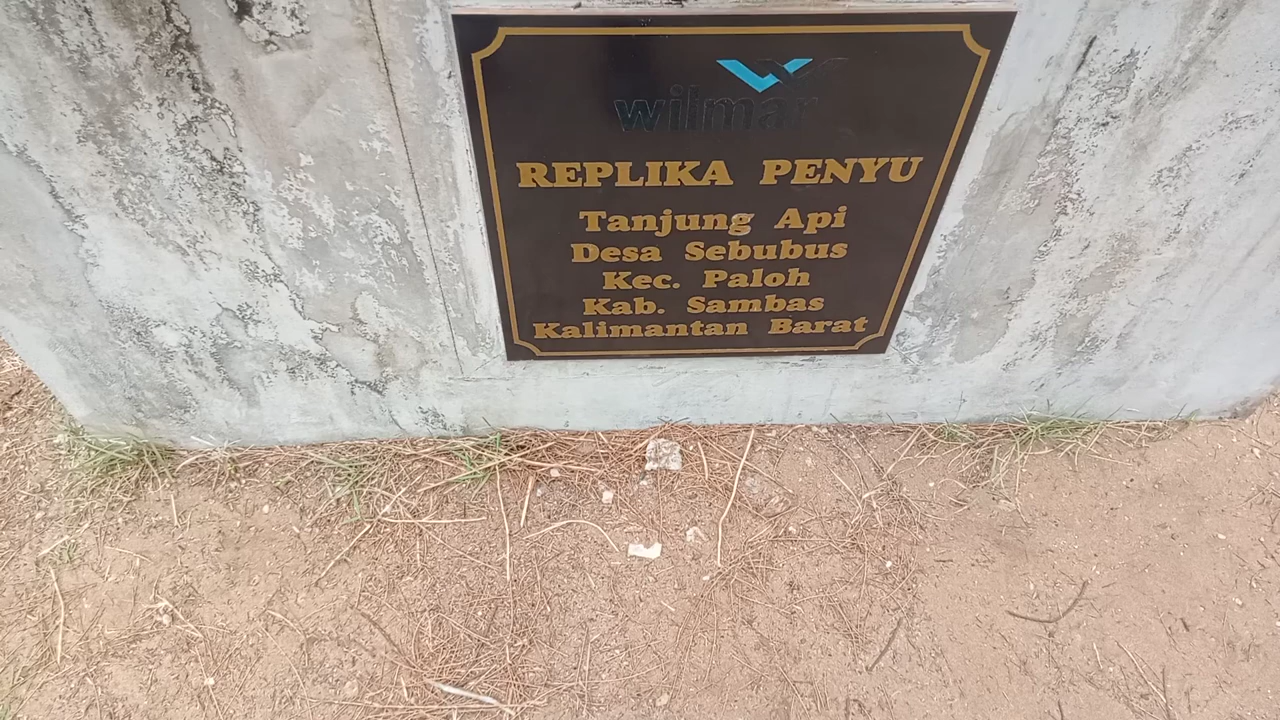 wilmar
REPLIKA PENYU
Tanjung Api
Desa Sebubus
Kec. Paloh
Kab. Sambas
Kalimantan Barat